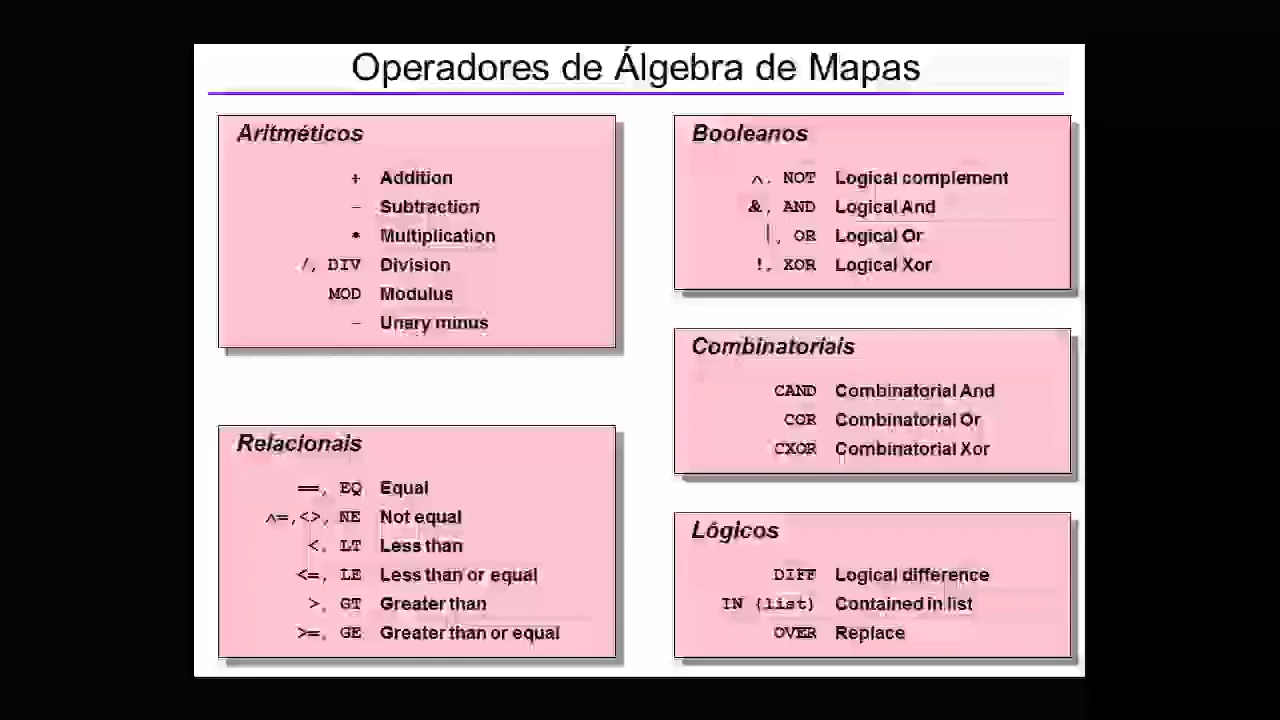 Operadores de Álgebra de Mapas
Aritméticos
+ Addition
- Subtraction
* Multiplication
/, DIV Division
MOD Modulus
- Unary minus
Relacionais
==, EQ Equal
^=,<>, NE Not equal
<, LT Less than
<=, LE Less than or equal
>, GT Greater than
>=, GE Greater than or equal
Booleanos
^, NOT Logical complement
&, AND Logical And
|, OR Logical Or
!, XOR Logical Xor
Combinatoriais
CAND Combinatorial And
COR Combinatorial Or
CXOR Combinatorial Xor
Lógicos
DIFF Logical difference
IN {list} Contained in list
OVER Replace